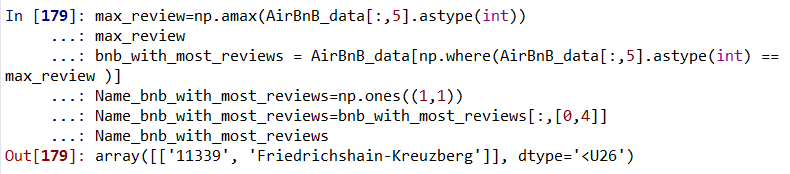 In [179]: max_review=np.amax(AirBnB_data[:,5].astype(int))
     ...: max_review
     ...: bnb_with_most_reviews = AirBnB_data[np.where(AirBnB_data[:,5].astype(int) ==
max_review )]
     ...: Name_bnb_with_most_reviews=np.ones((1,1))
     ...: Name_bnb_with_most_reviews=bnb_with_most_reviews[:,[0,4]]
     ...: Name_bnb_with_most_reviews
Out[179]: array([['11339', 'Friedrichshain-Kreuzberg']], dtype='<U26')